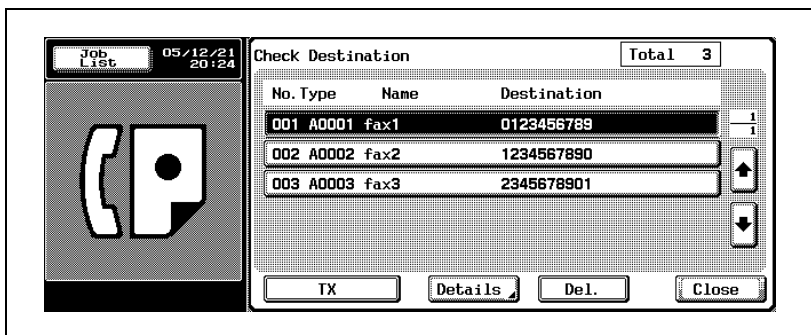 Job
List
05/12/21
20:24
Check Destination
Total 3
No. Type Name Destination
001 A0001 fax1 0123456789
002 A0002 fax2 1234567890
003 A0003 fax3 2345678901
1
1
TX
Details
Del.
Close